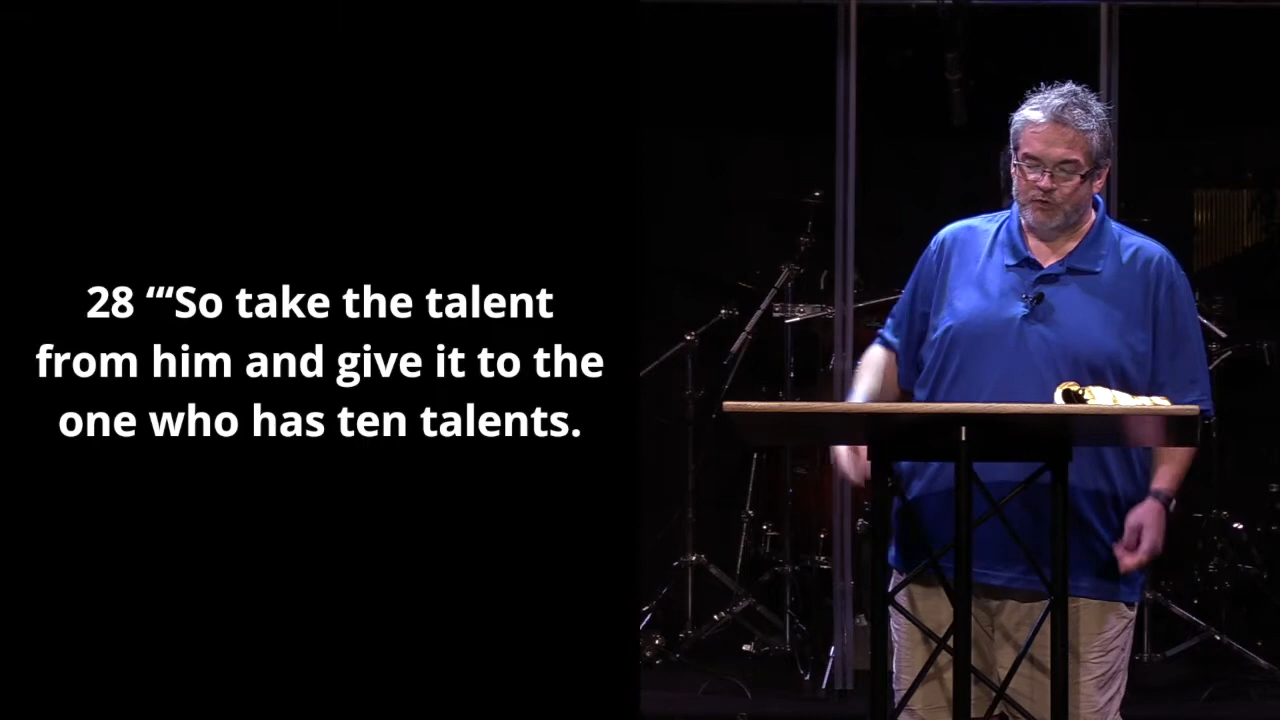 28 “‘So take the talent
from him and give it to the
one who has ten talents.